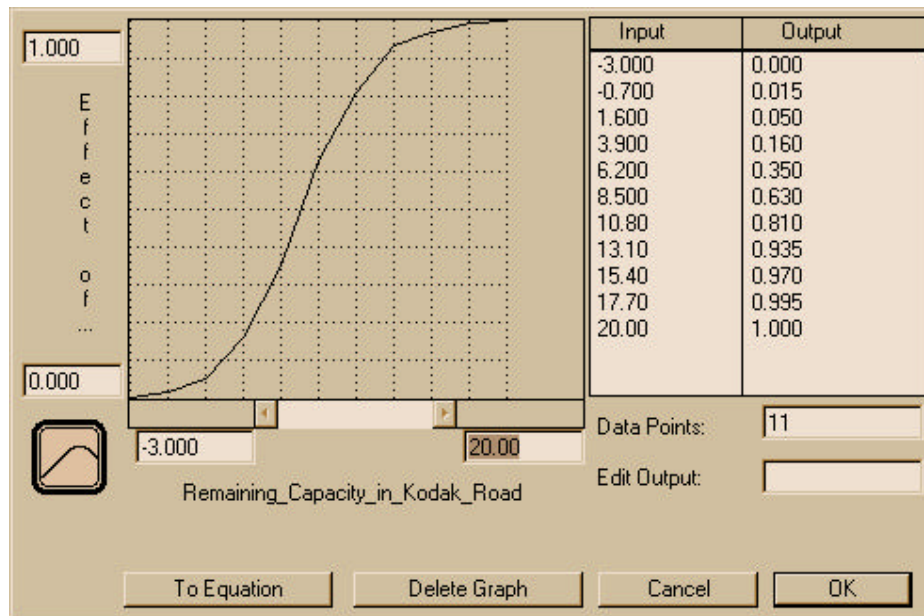 1.000
Effect of ...
0.000
-3.000
20.00
Remaining_Capacity_in_Kodak_Road
Input Output
-3.000 0.000
-0.700 0.015
1.600 0.050
3.900 0.160
6.200 0.350
8.500 0.630
10.80 0.810
13.10 0.935
15.40 0.970
17.70 0.995
20.00 1.000
Data Points: 11
Edit Output:
To Equation
Delete Graph
Cancel
OK